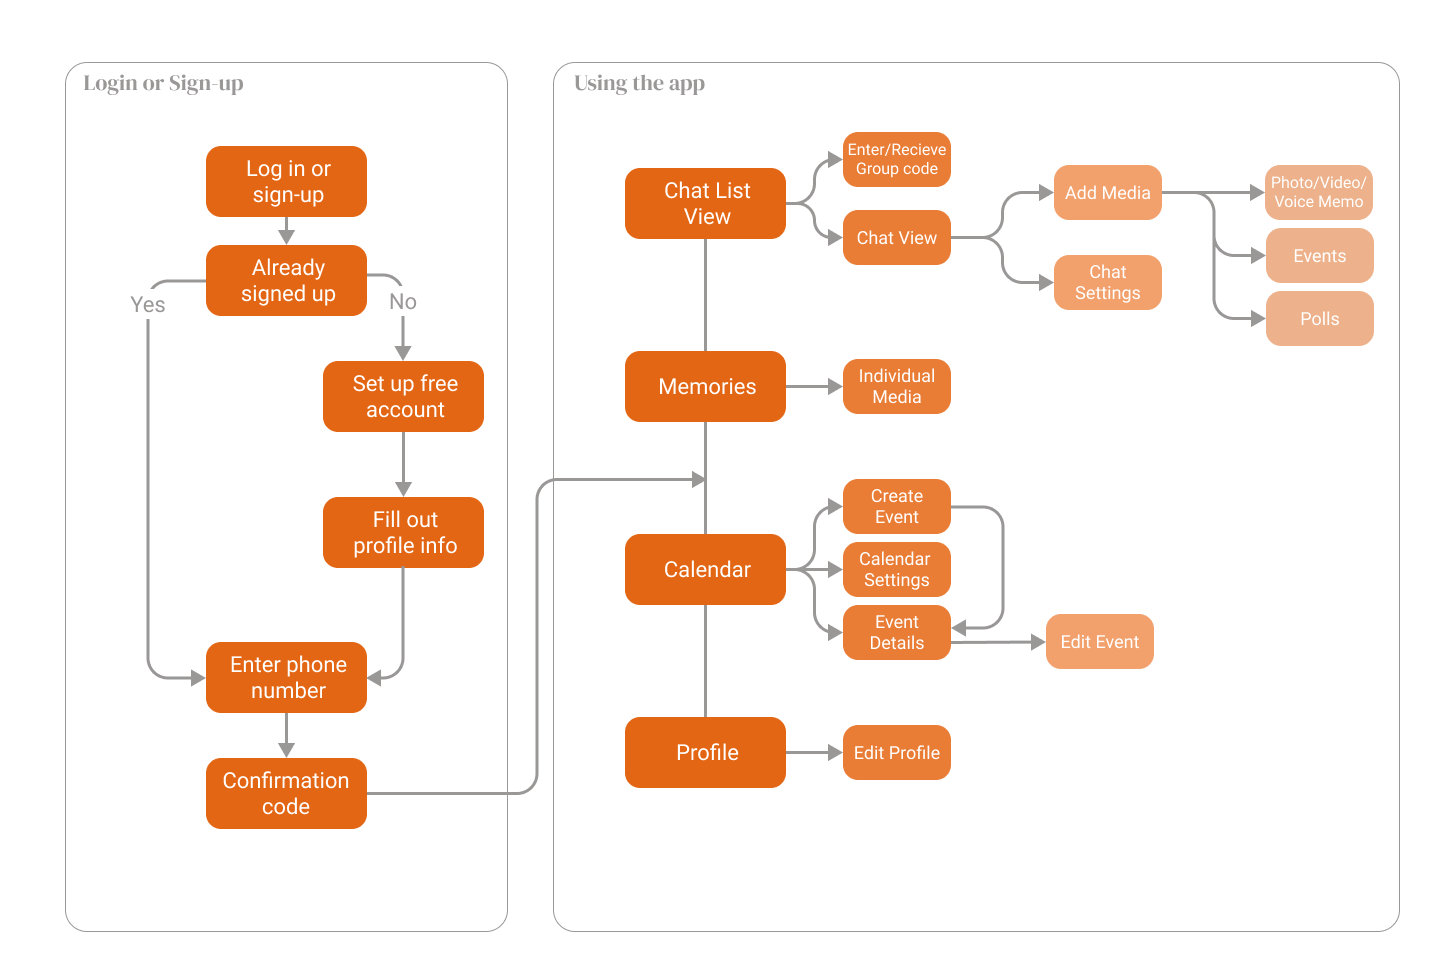 Login or Sign-up
Log in or
sign-up
Already
signed up
Yes
No
Set up free
account
Fill out
profile info
Enter phone
number
Confirmation
code
Using the app
Chat List
View
Enter/Recieve
Group code
Chat View
Add Media
Chat
Settings
Photo/Video/
Voice Memo
Events
Polls
Memories
Individual
Media
Calendar
Create
Event
Calendar
Settings
Event
Details
Edit Event
Profile
Edit Profile